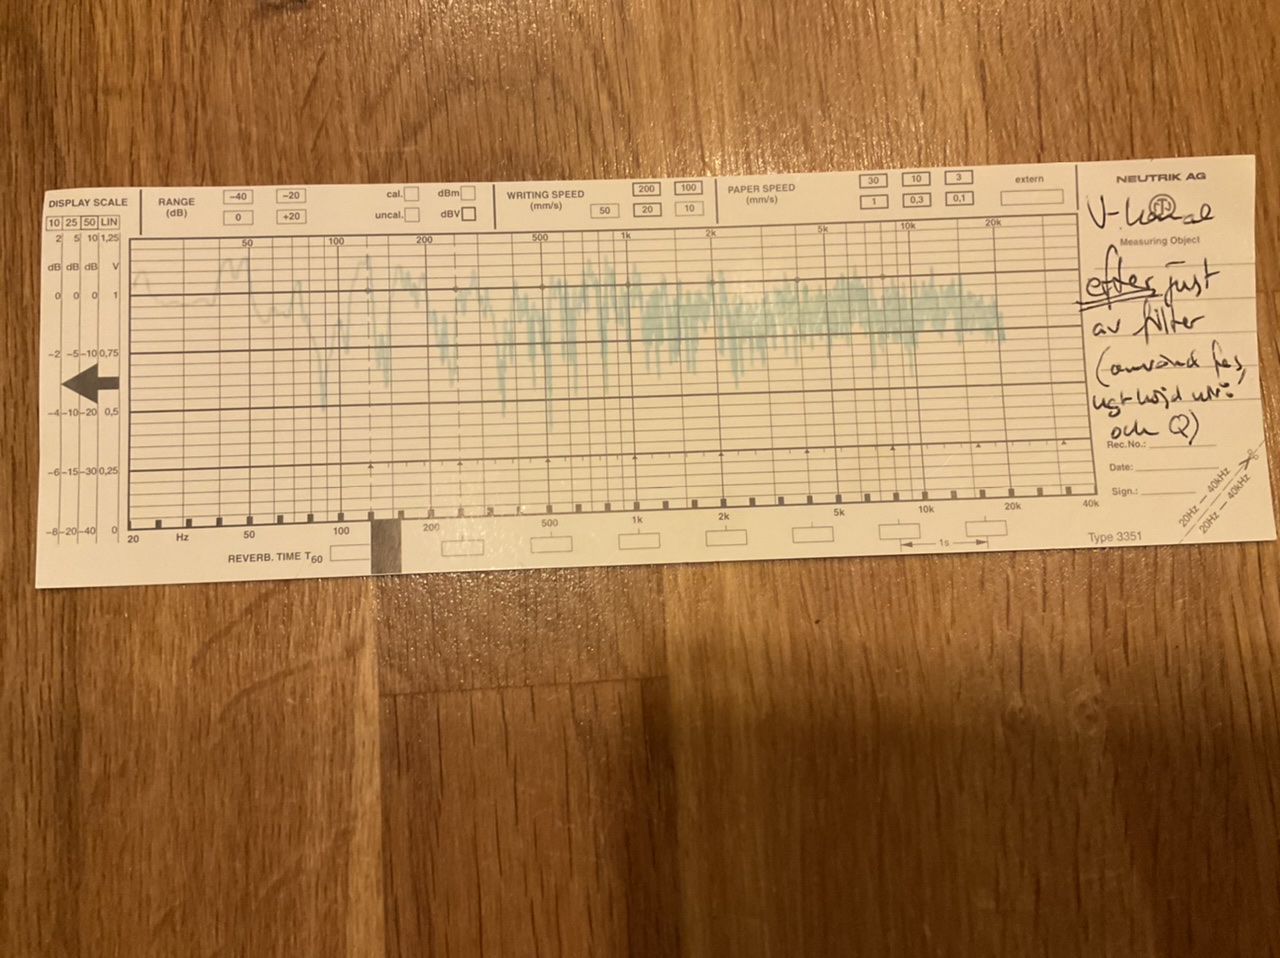 DISPLAY SCALE
10 25 50 LIN
RANGE
(dB)
-40
-20
0
+20
cal.
dBm
uncal.
dBV
WRITING SPEED
(mm/s)
200
100
50
20
10
PAPER SPEED
(mm/s)
30
10
3
1
0,3
0,1
extern
NEUTRIK AG
V-kanal
Measuring Object
efter just
av filter
och Q)
Rec.No.:
Date:
Sign.:
20Hz – 40kHz
20Hz – 40kHz
Type 3351
50 100 200 500 1k 2k 5k 10k 20k
2 5 10 1,25
dB dB dB V
0 0 0 1
-2 -5 -10 0,75
-4 -10 -20 0,5
-6 -15 -30 0,25
-8 -20 -40 0
20 Hz 50 100 200 500 1k 2k 5k 10k 20k 40k
REVERB. TIME T60
1s